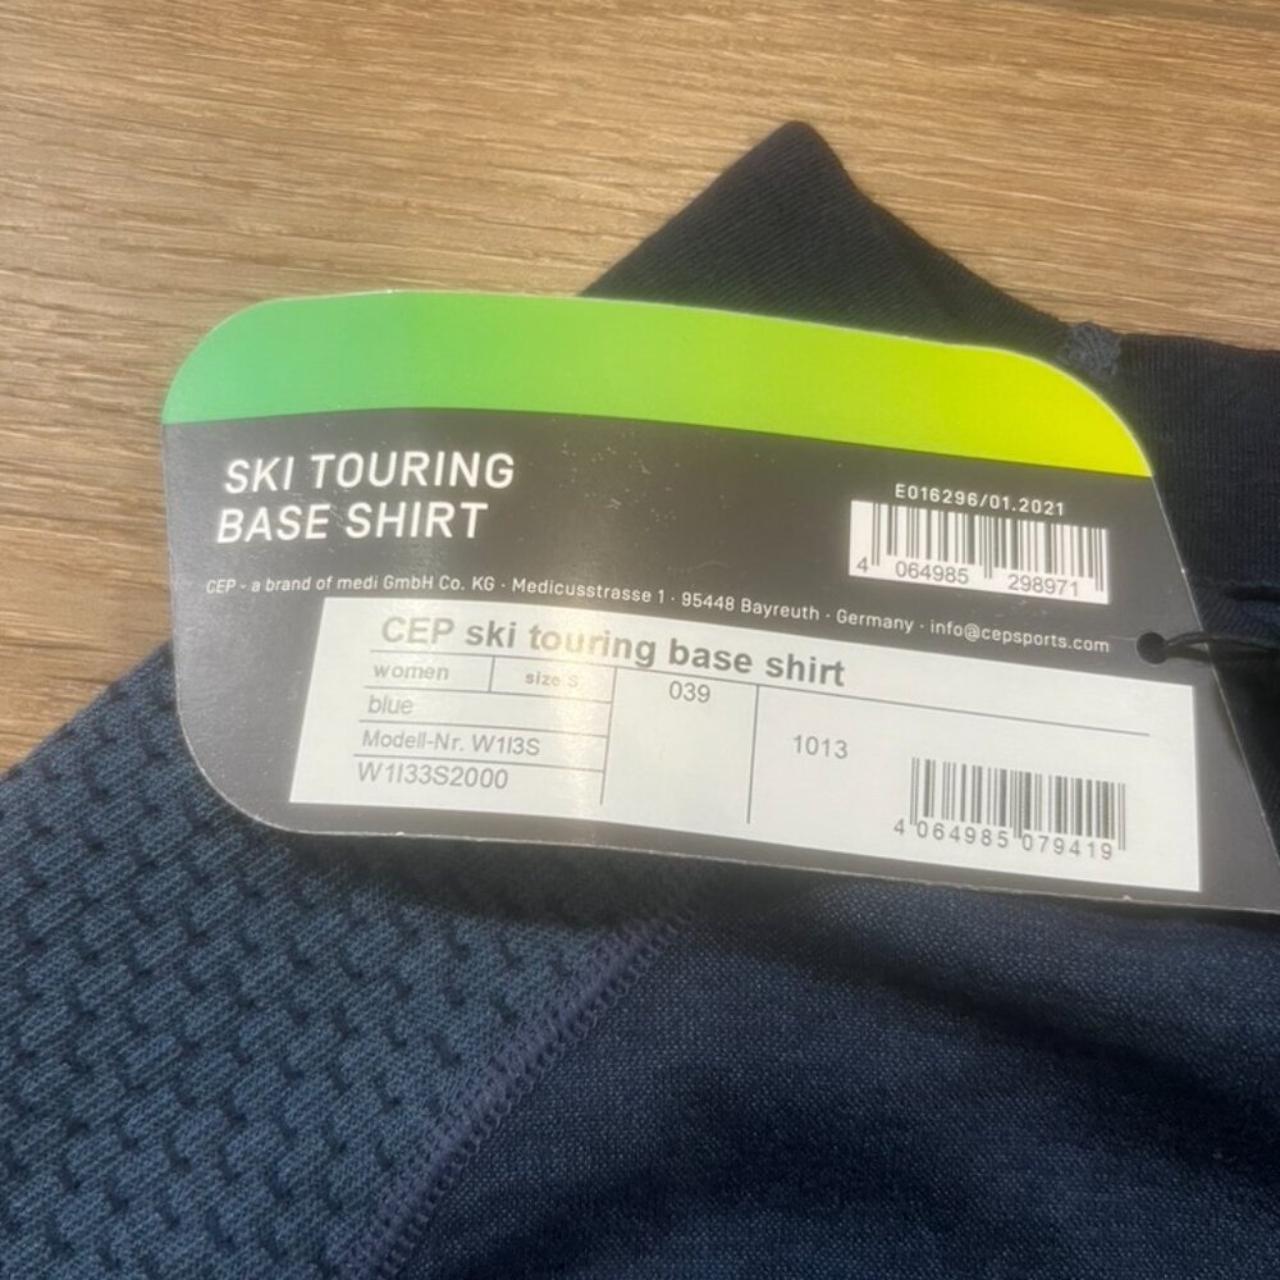 SKI TOURING
BASE SHIRT
E016296/01.2021
4 064985 298971
CEP - a brand of medi GmbH Co. KG · Medicusstrasse 1 · 95448 Bayreuth · Germany · info@cepsports.com
CEP ski touring base shirt
women size S 039
blue
Modell-Nr. W1I3S 1013
W1I33S2000
4 064985 079419